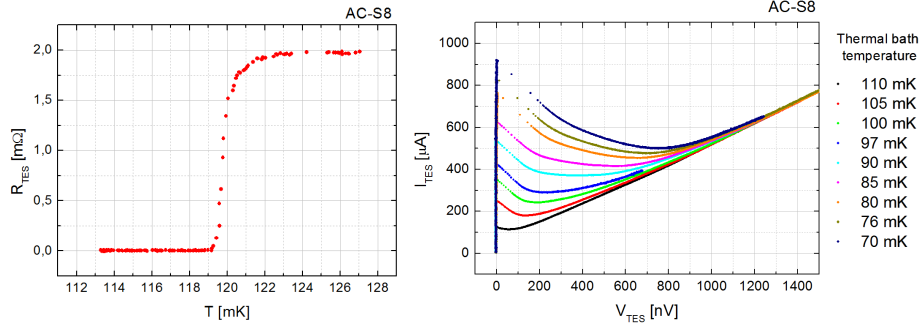 AC-S8
2,0
1,5
1,0
0,5
0,0
R_TES [mΩ]
112 114 116 118 120 122 124 126 128
T [mK]
AC-S8
1000
800
600
400
200
0
I_TES [µA]
0 200 400 600 800 1000 1200 1400
V_TES [nV]
Thermal bath
temperature
110 mK
105 mK
100 mK
97 mK
90 mK
85 mK
80 mK
76 mK
70 mK